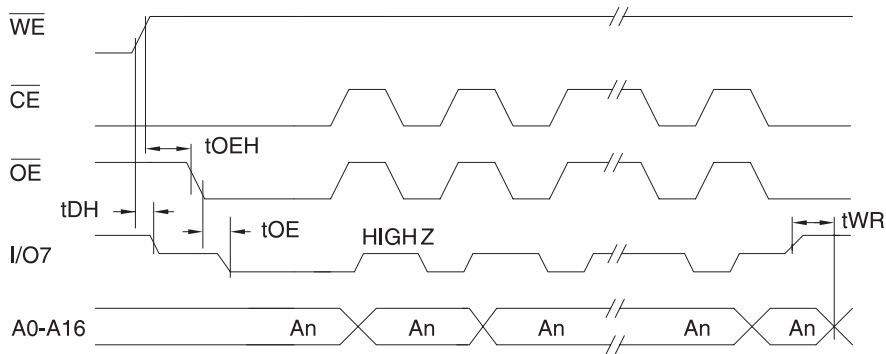 WE
CE
tOEH
OE
tDH
tOE
tWR
HIGH Z
I/O7
A0-A16 An An An An An